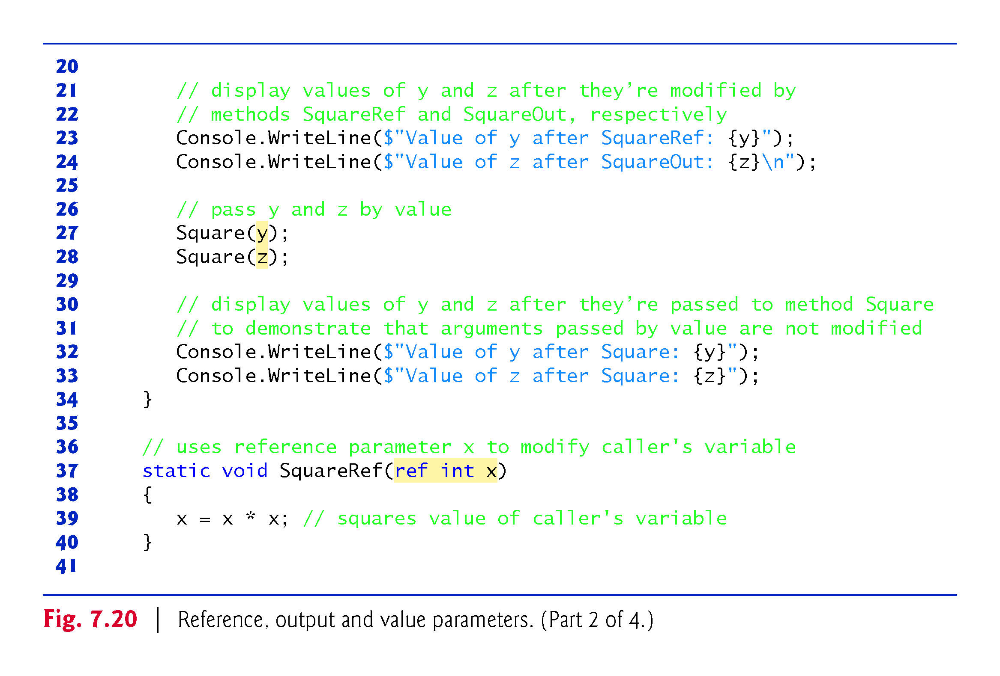 20
21 // display values of y and z after they’re modified by
22 // methods SquareRef and SquareOut, respectively
23 Console.WriteLine($"Value of y after SquareRef: {y}");
24 Console.WriteLine($"Value of z after SquareOut: {z}\n");
25
26 // pass y and z by value
27 Square(y);
28 Square(z);
29
30 // display values of y and z after they’re passed to method Square
31 // to demonstrate that arguments passed by value are not modified
32 Console.WriteLine($"Value of y after Square: {y}");
33 Console.WriteLine($"Value of z after Square: {z}");
34 }
35
36 // uses reference parameter x to modify caller's variable
37 static void SquareRef(ref int x)
38 {
39 x = x * x; // squares value of caller's variable
40 }
41
Fig. 7.20 | Reference, output and value parameters. (Part 2 of 4.)